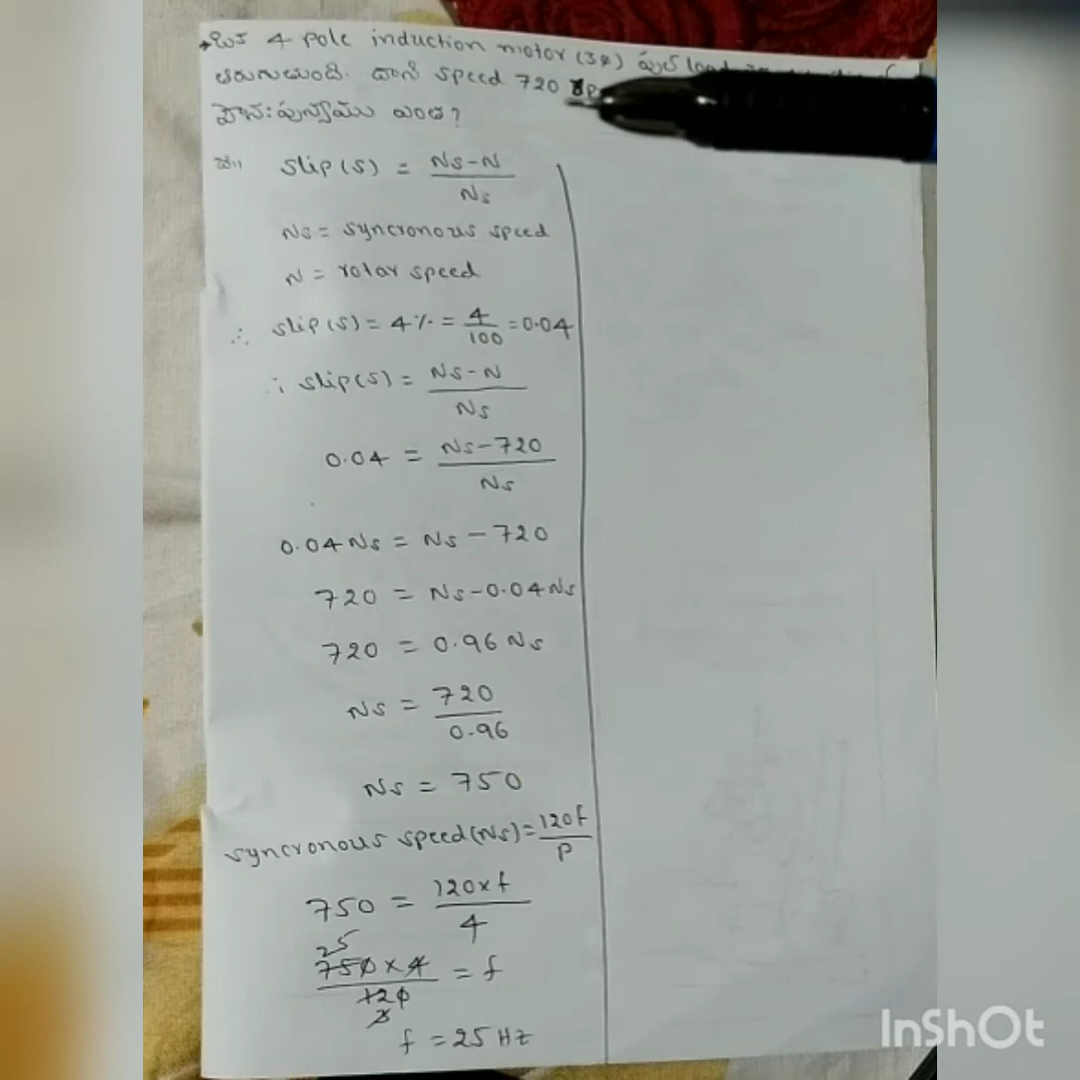 ఒక 4 pole induction motor (3φ) ఫుల్ load
తిరుగుచుండి. దాని speed 720
పౌనఃపున్యము ఎంత?
జ॥ slip(s) = Ns-N / Ns
Ns = syncronous speed
N = rotor speed
∴ slip(s) = 4% = 4/100 = 0.04
∴ slip(s) = Ns-N / Ns
0.04 = Ns-720 / Ns
0.04 Ns = Ns - 720
720 = Ns-0.04 Ns
720 = 0.96 Ns
Ns = 720 / 0.96
Ns = 750
syncronous speed(Ns) = 120f / P
750 = 120xf / 4
25
750 x 4 / 120 = f
f = 25 Hz
InShOt